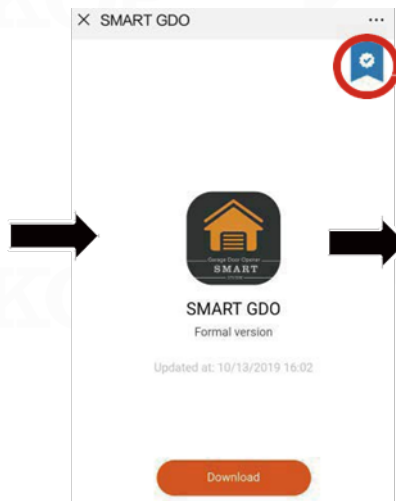 SMART GDO
Garage Door Opener
SMART
SMART GDO
Formal version
Updated at: 10/13/2019 16:02
Download